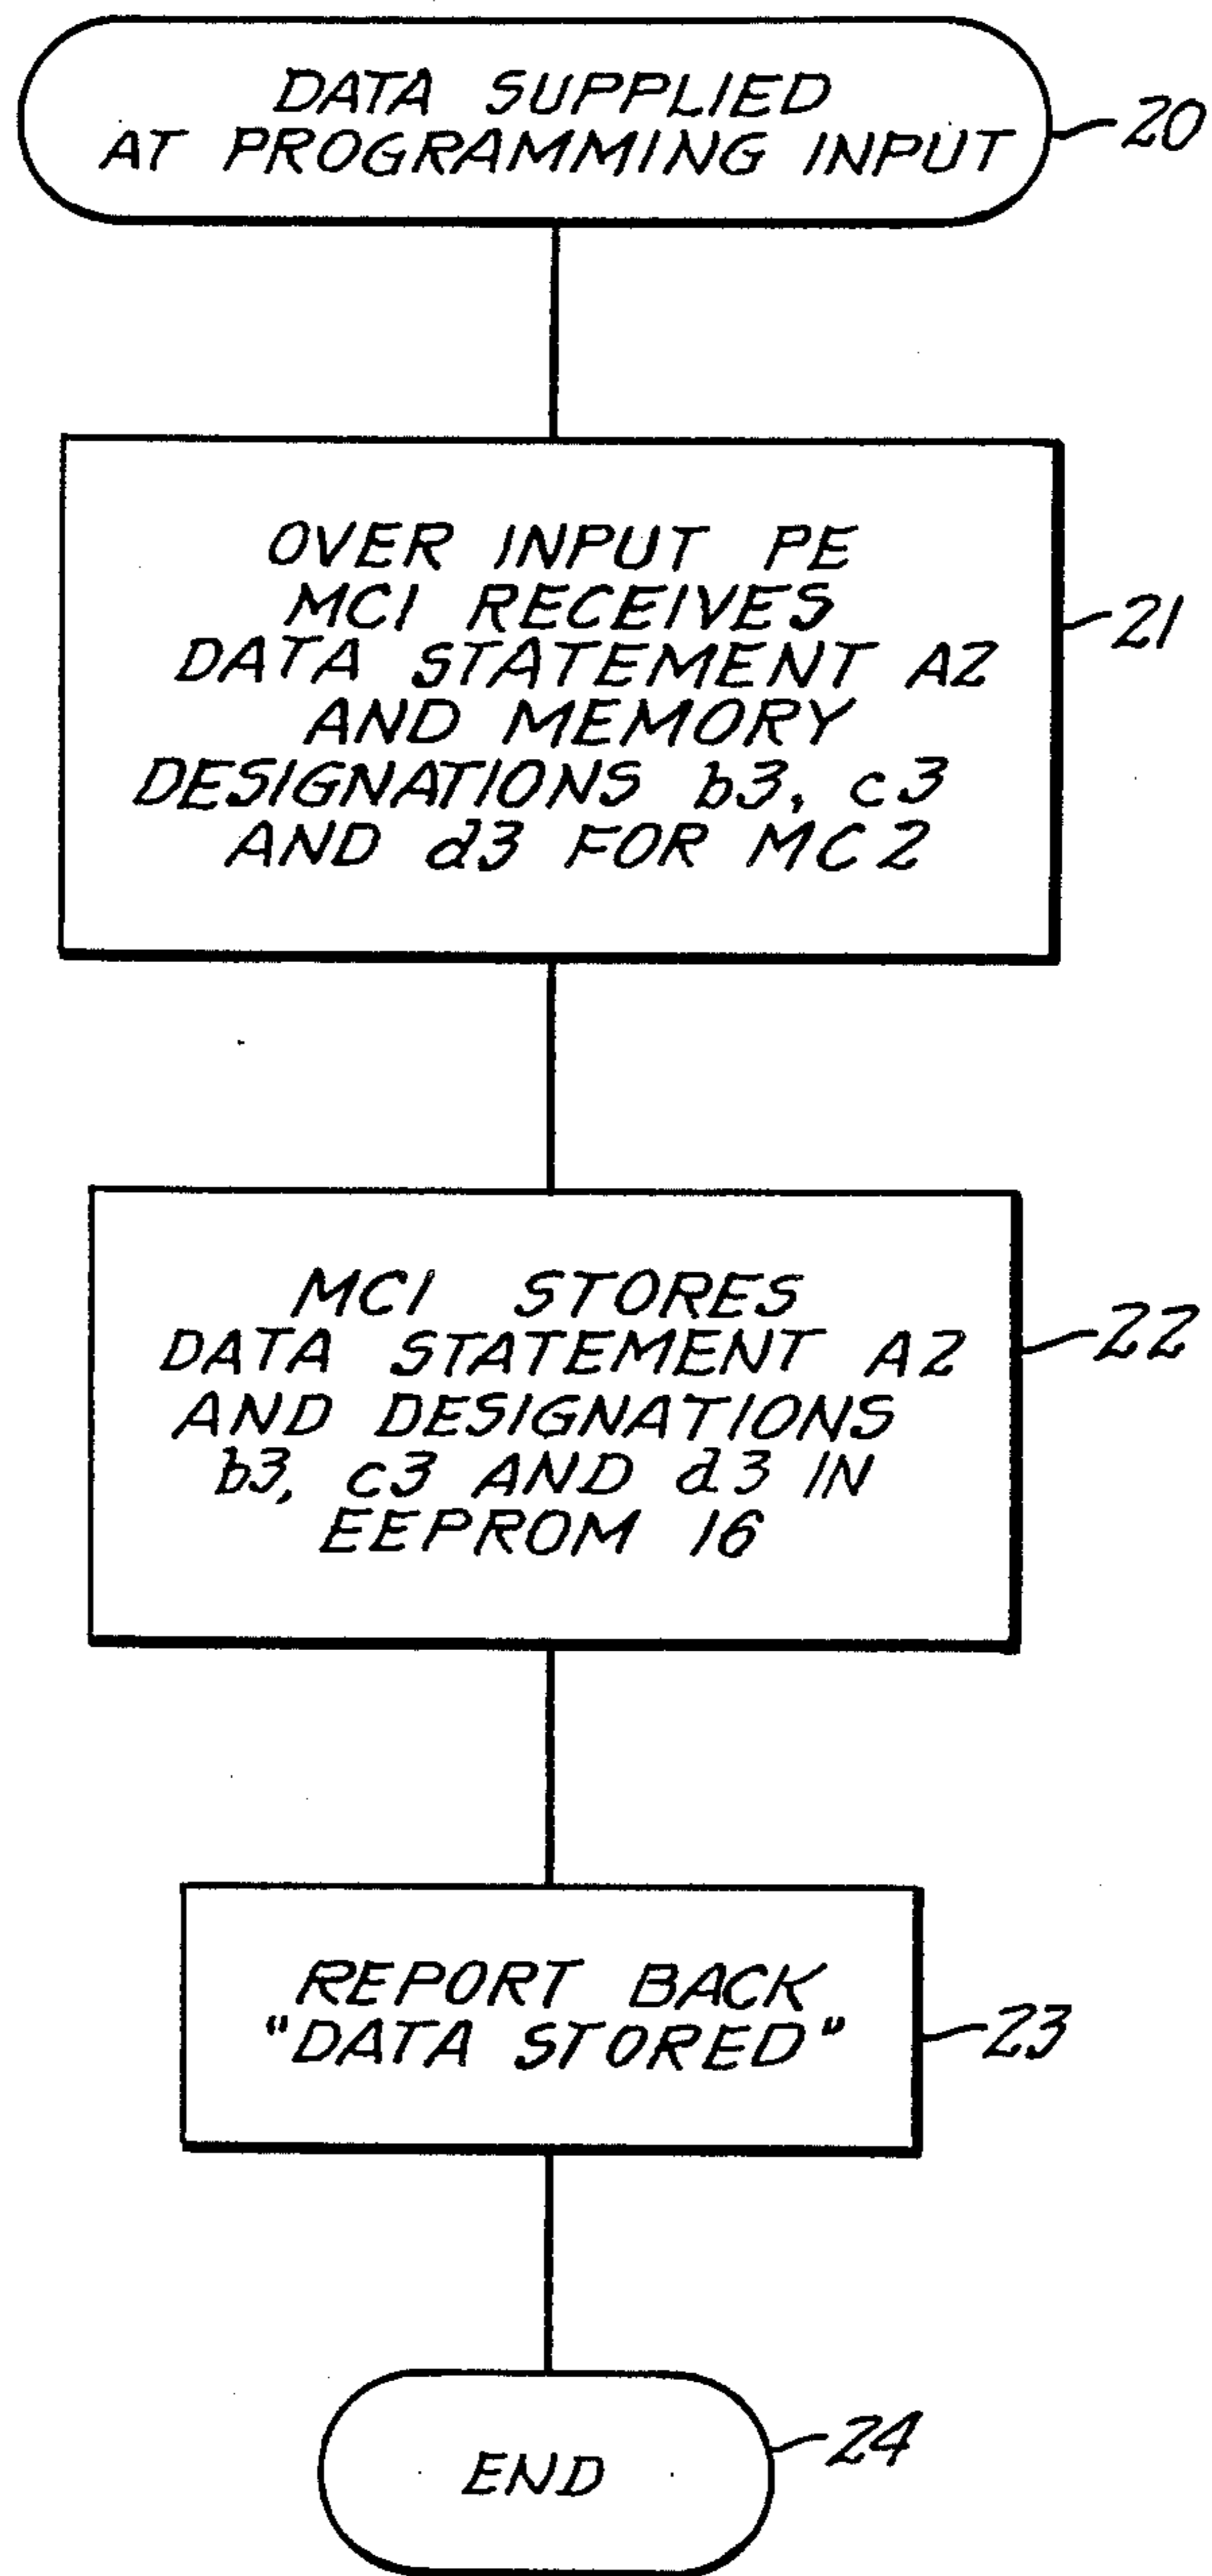 DATA SUPPLIED
AT PROGRAMMING INPUT
20
OVER INPUT PE
MC1 RECEIVES
DATA STATEMENT A2
AND MEMORY
DESIGNATIONS b3, c3
AND d3 FOR MC2
21
MC1 STORES
DATA STATEMENT A2
AND DESIGNATIONS
b3, c3 AND d3 IN
EEPROM 16
22
REPORT BACK
"DATA STORED"
23
END
24